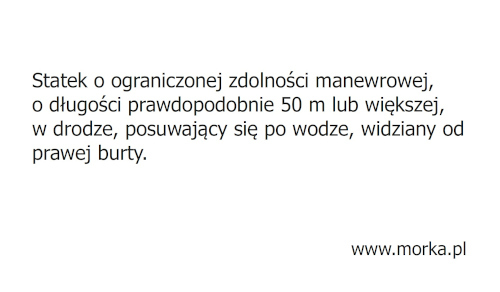 Statek o ograniczonej zdolności manewrowej,
o długości prawdopodobnie 50 m lub większej,
w drodze, posuwający się po wodze, widziany od
prawej burty.
www.morka.pl